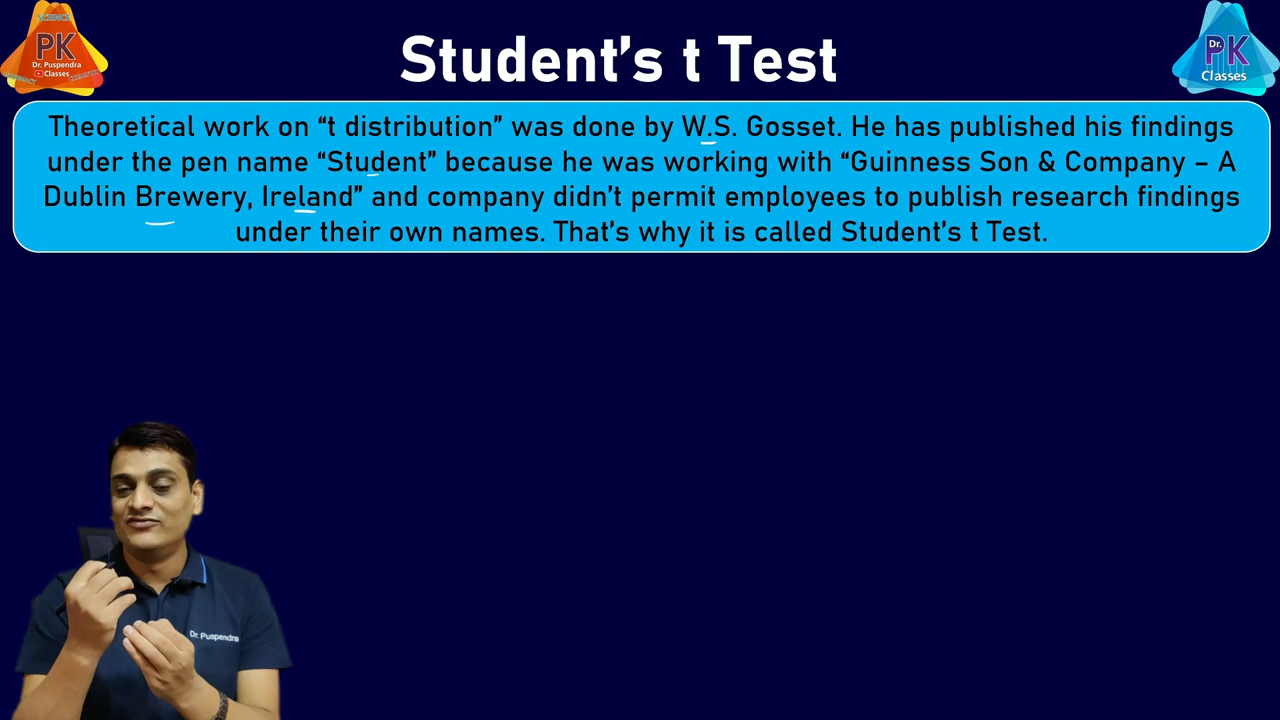 SCIENCE
PK
Dr. Puspendra
Classes
Student's t Test
Dr.
PK
Classes
Theoretical work on “t distribution” was done by W.S. Gosset. He has published his findings
under the pen name “Student” because he was working with “Guinness Son & Company – A
Dublin Brewery, Ireland” and company didn’t permit employees to publish research findings
under their own names. That’s why it is called Student’s t Test.
Dr. Puspendra